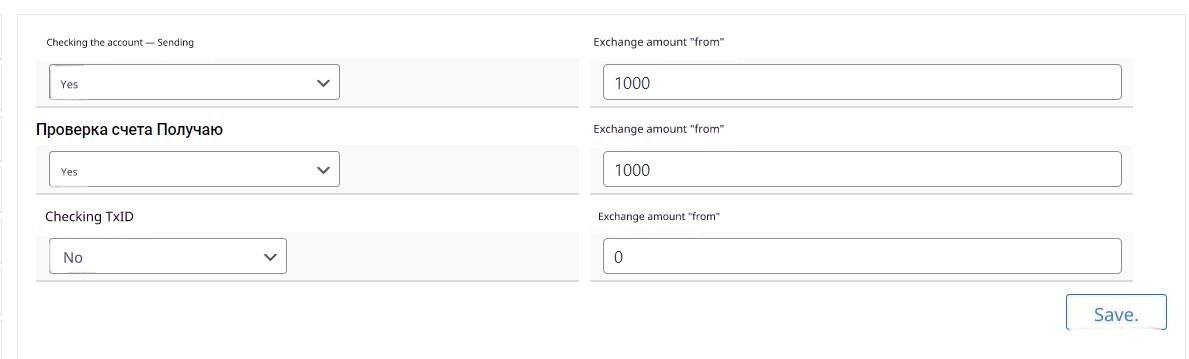 Checking the account — Sending
Exchange amount "from"
Yes
1000
Проверка счета Получаю
Exchange amount "from"
Yes
1000
Checking TxID
Exchange amount "from"
No
0
Save.